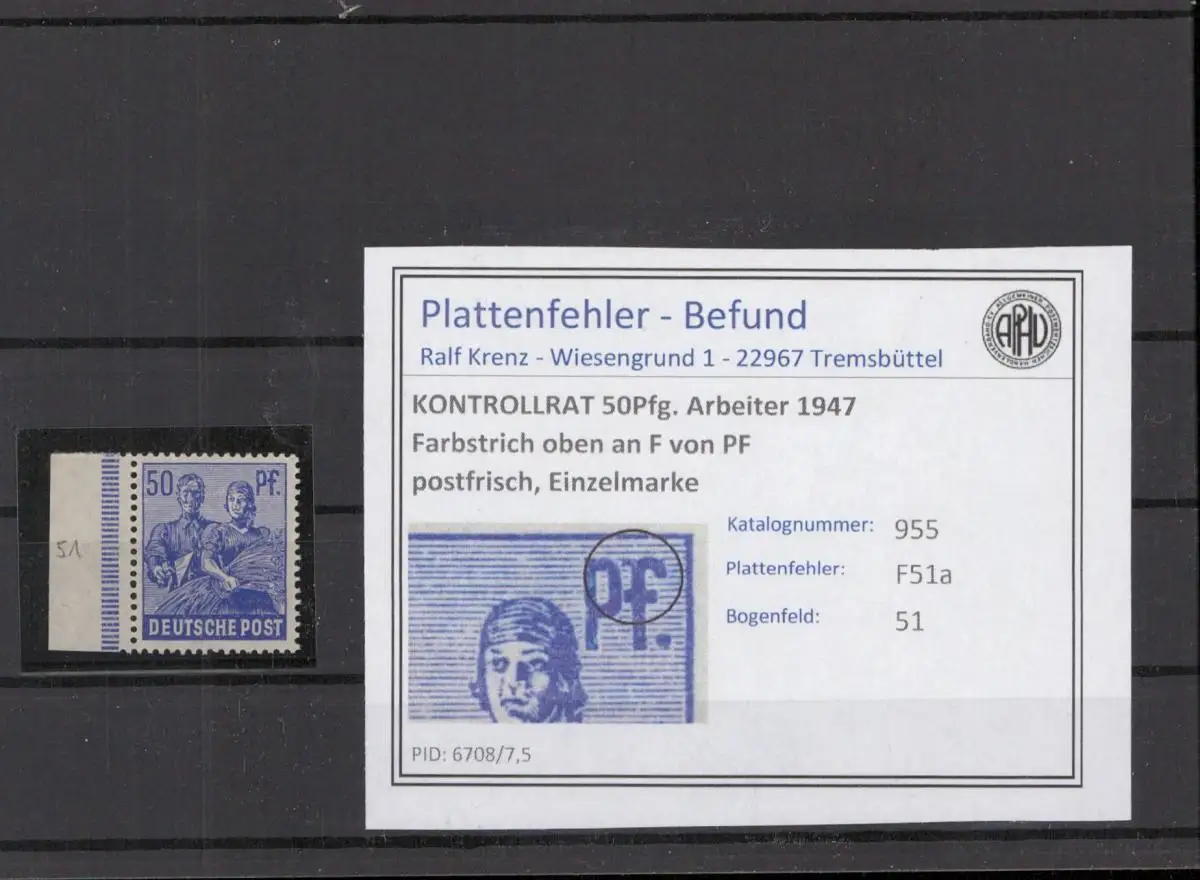 51
50 Pf.
DEUTSCHE POST
Plattenfehler - Befund
Ralf Krenz - Wiesengrund 1 - 22967 Tremsbüttel
APHV
KONTROLLRAT 50Pfg. Arbeiter 1947
Farbstrich oben an F von PF
postfrisch, Einzelmarke
Pf.
Katalognummer: 955
Plattenfehler: F51a
Bogenfeld: 51
PID: 6708/7,5